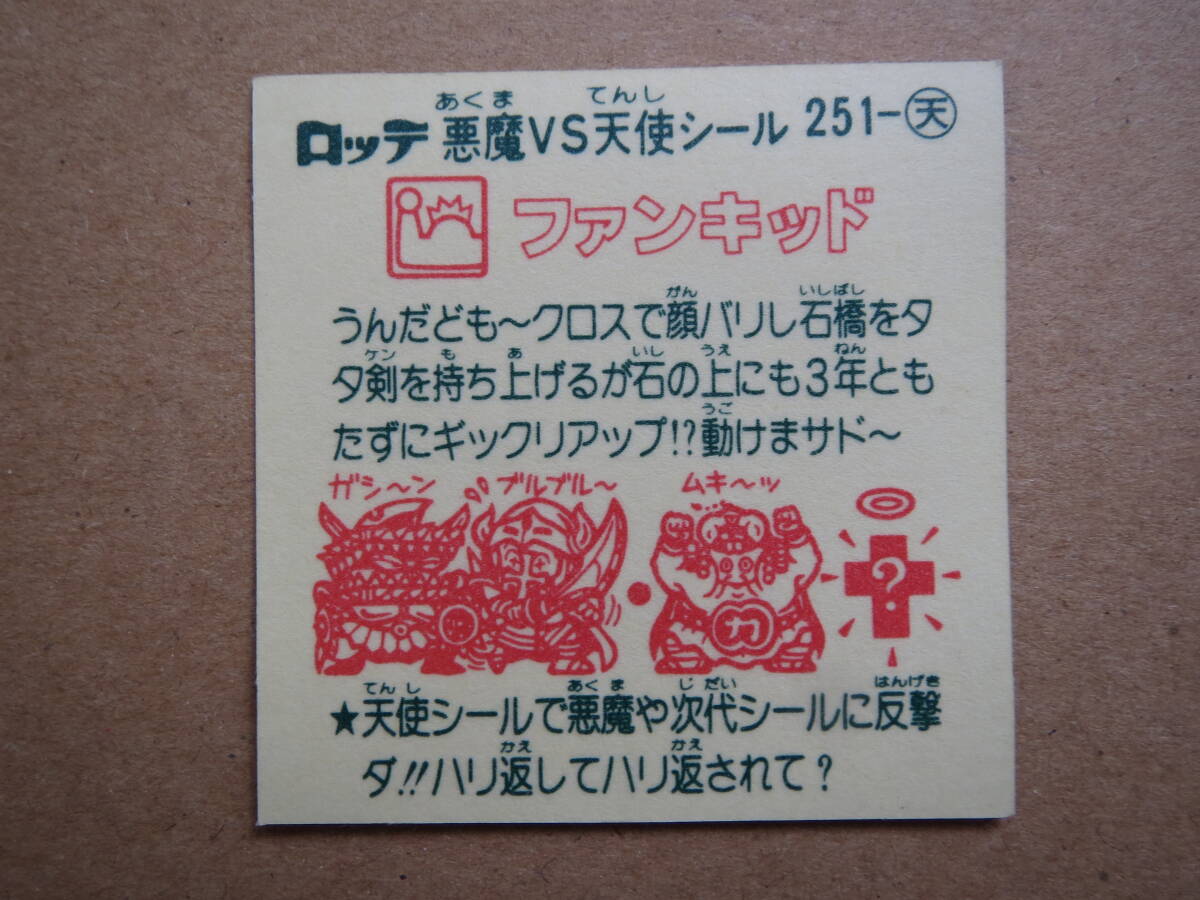 あくま てんし
ロッテ 悪魔VS天使シール 251-㊝天
ファンキッド
がん いしばし
うんだども〜クロスで顔バリし石橋をタ
ケン も あ いし うえ ねん
タ剣を持ち上げるが石の上にも3年とも
うご
たずにギックリアップ!?動けまサド〜
ガシ〜ン ブルブル〜 ムキ〜ッ
力 ?
てんし あくま じだい はんげき
★天使シールで悪魔や次代シールに反撃
かえ かえ
ダ!!ハリ返してハリ返されて?